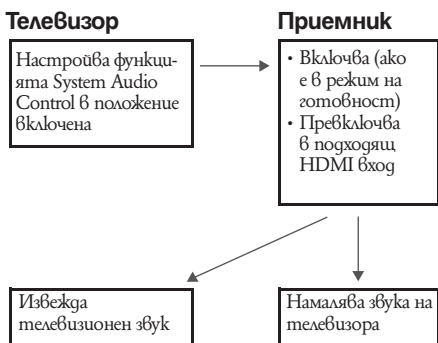 Телевизор
Приемник
Настройва функци-
ята System Audio
Control в положение
включена
• Включва (ако
е в режим на
готовност)
• Превключва
в подходящ
HDMI вход
Извежда
телевизионен звук
Намалява звука на
телевизора